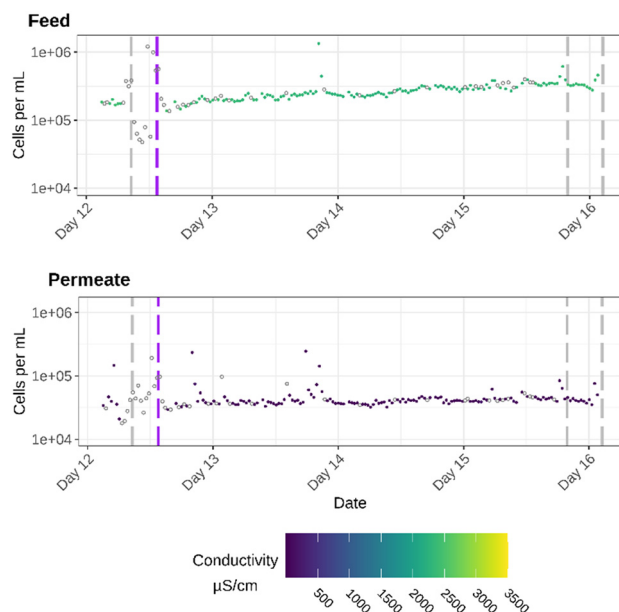 Feed
1e+06
1e+05
1e+04
Cells per mL
Day 12
Day 13
Day 14
Day 15
Day 16
Permeate
1e+06
1e+05
1e+04
Cells per mL
Day 12
Day 13
Day 14
Day 15
Day 16
Date
Conductivity
µS/cm
500
1000
1500
2000
2500
3000
3500